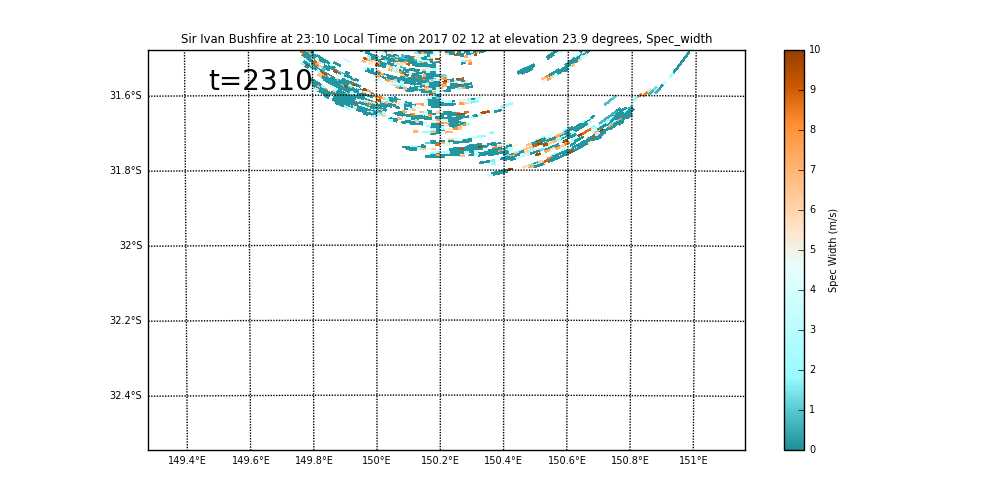 Sir Ivan Bushfire at 23:10 Local Time on 2017 02 12 at elevation 23.9 degrees, Spec_width
t=2310
31.6°S
31.8°S
32°S
32.2°S
32.4°S
149.4°E 149.6°E 149.8°E 150°E 150.2°E 150.4°E 150.6°E 150.8°E 151°E
10
9
8
7
6
5
4
3
2
1
0
Spec Width (m/s)